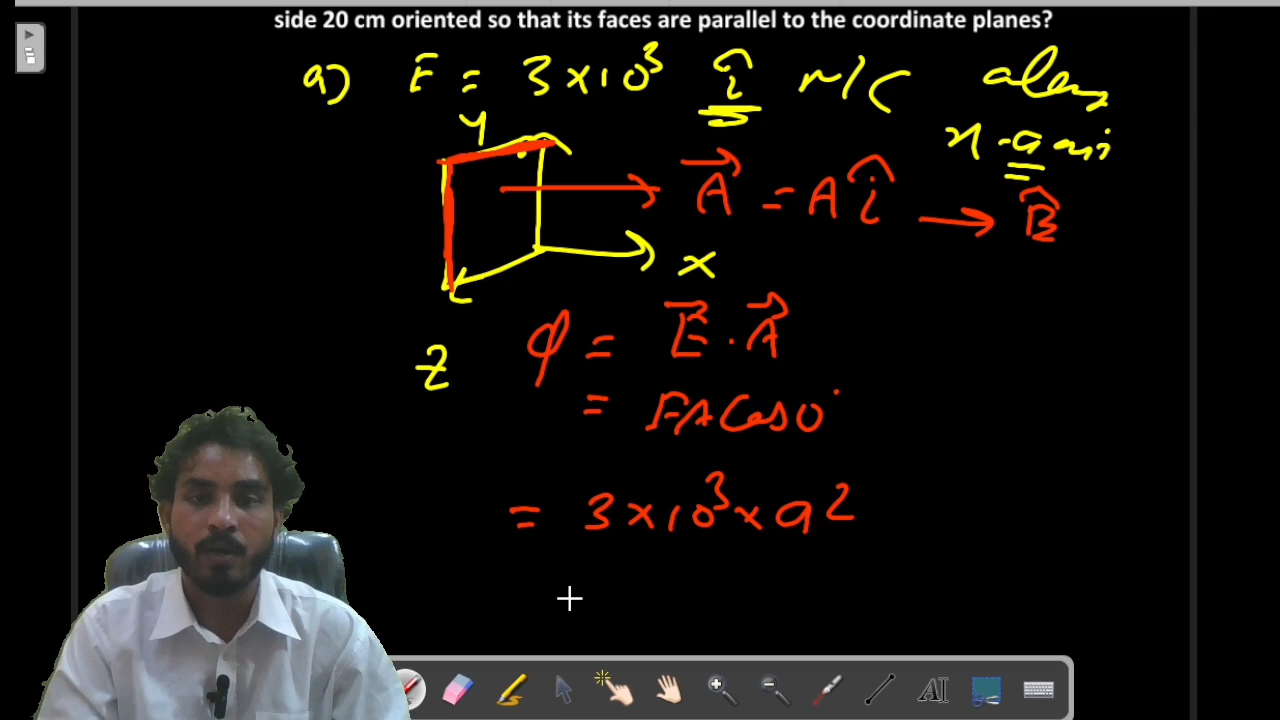 side 20 cm oriented so that its faces are parallel to the coordinate planes?
a) E = 3×10³ î N/C along
x-axis
Y
A⃗ = A î → 
X
Z
φ = E⃗ . A⃗
= EA Cos 0°
= 3×10³×a²
AI